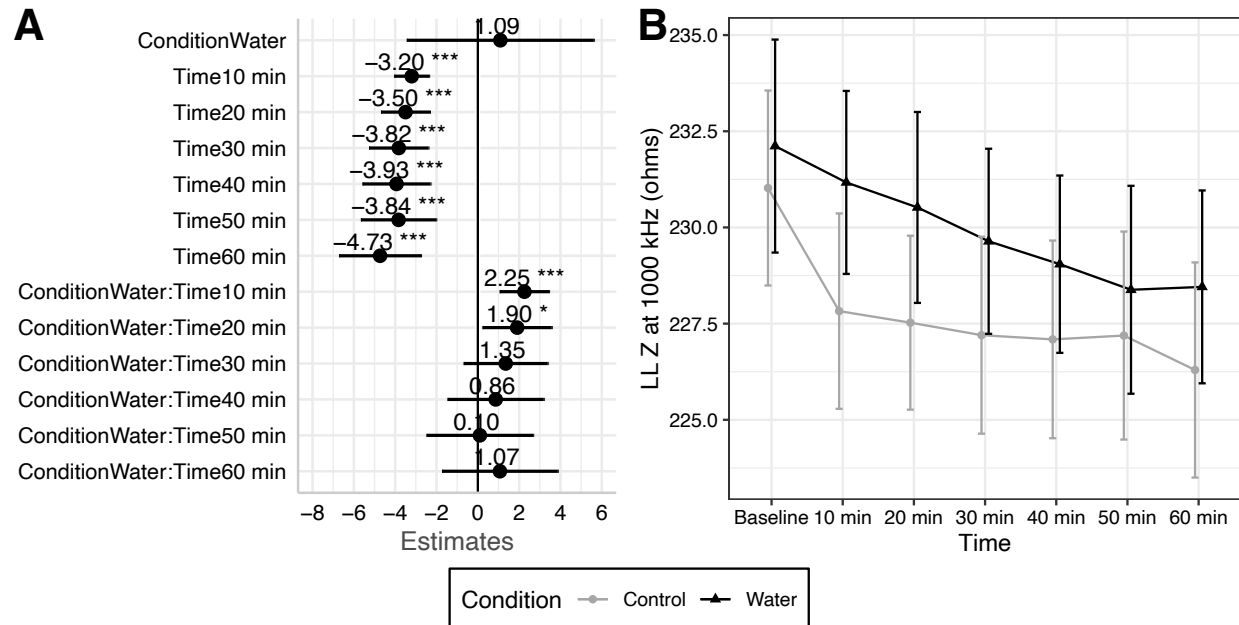 A
ConditionWater
1.09
Time10 min
−3.20 ***
Time20 min
−3.50 ***
Time30 min
−3.82 ***
Time40 min
−3.93 ***
Time50 min
−3.84 ***
Time60 min
−4.73 ***
ConditionWater:Time10 min
2.25 ***
ConditionWater:Time20 min
1.90 *
ConditionWater:Time30 min
1.35
ConditionWater:Time40 min
0.86
ConditionWater:Time50 min
0.10
ConditionWater:Time60 min
1.07
−8 −6 −4 −2 0 2 4 6
Estimates
B
LL Z at 1000 kHz (ohms)
235.0
232.5
230.0
227.5
225.0
Baseline 10 min 20 min 30 min 40 min 50 min 60 min
Time
Condition Control Water